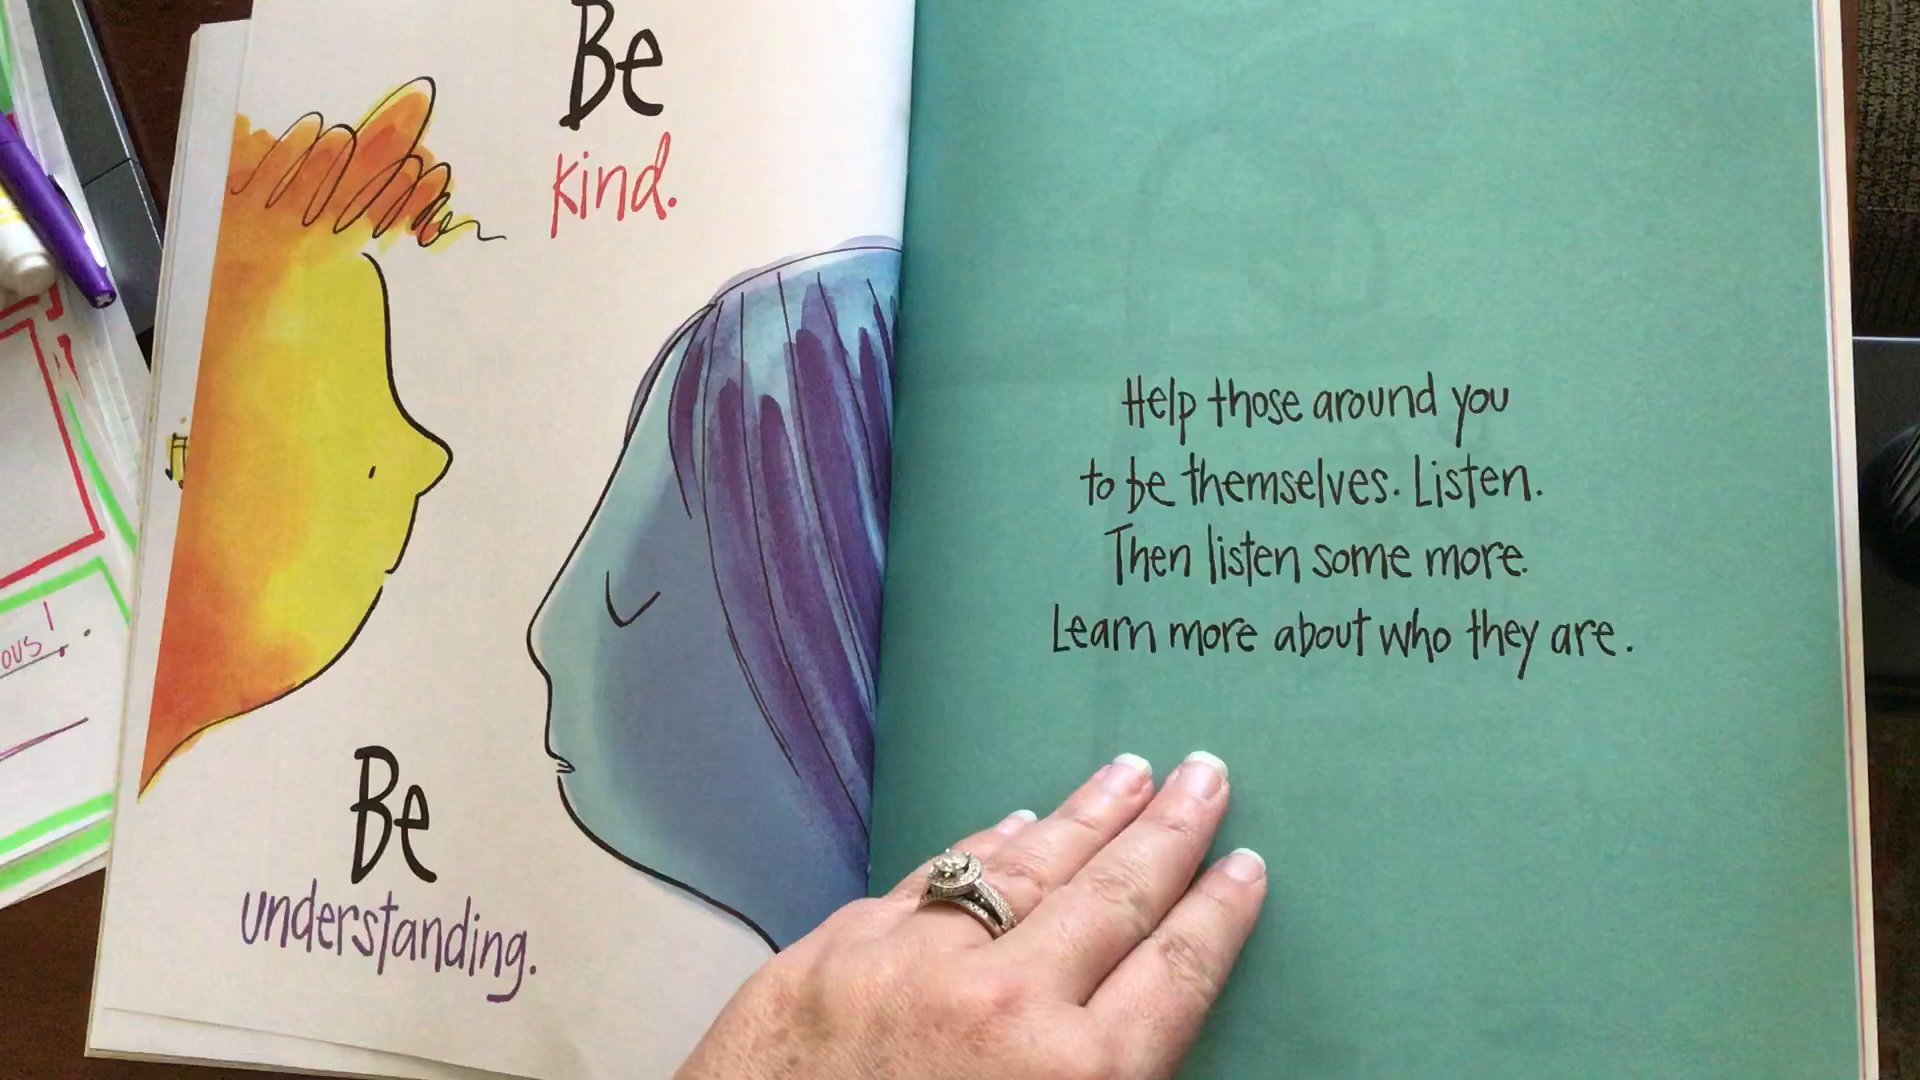 Be
kind.
Be
understanding.
Help those around you
to be themselves. Listen.
Then listen some more.
Learn more about who they are.